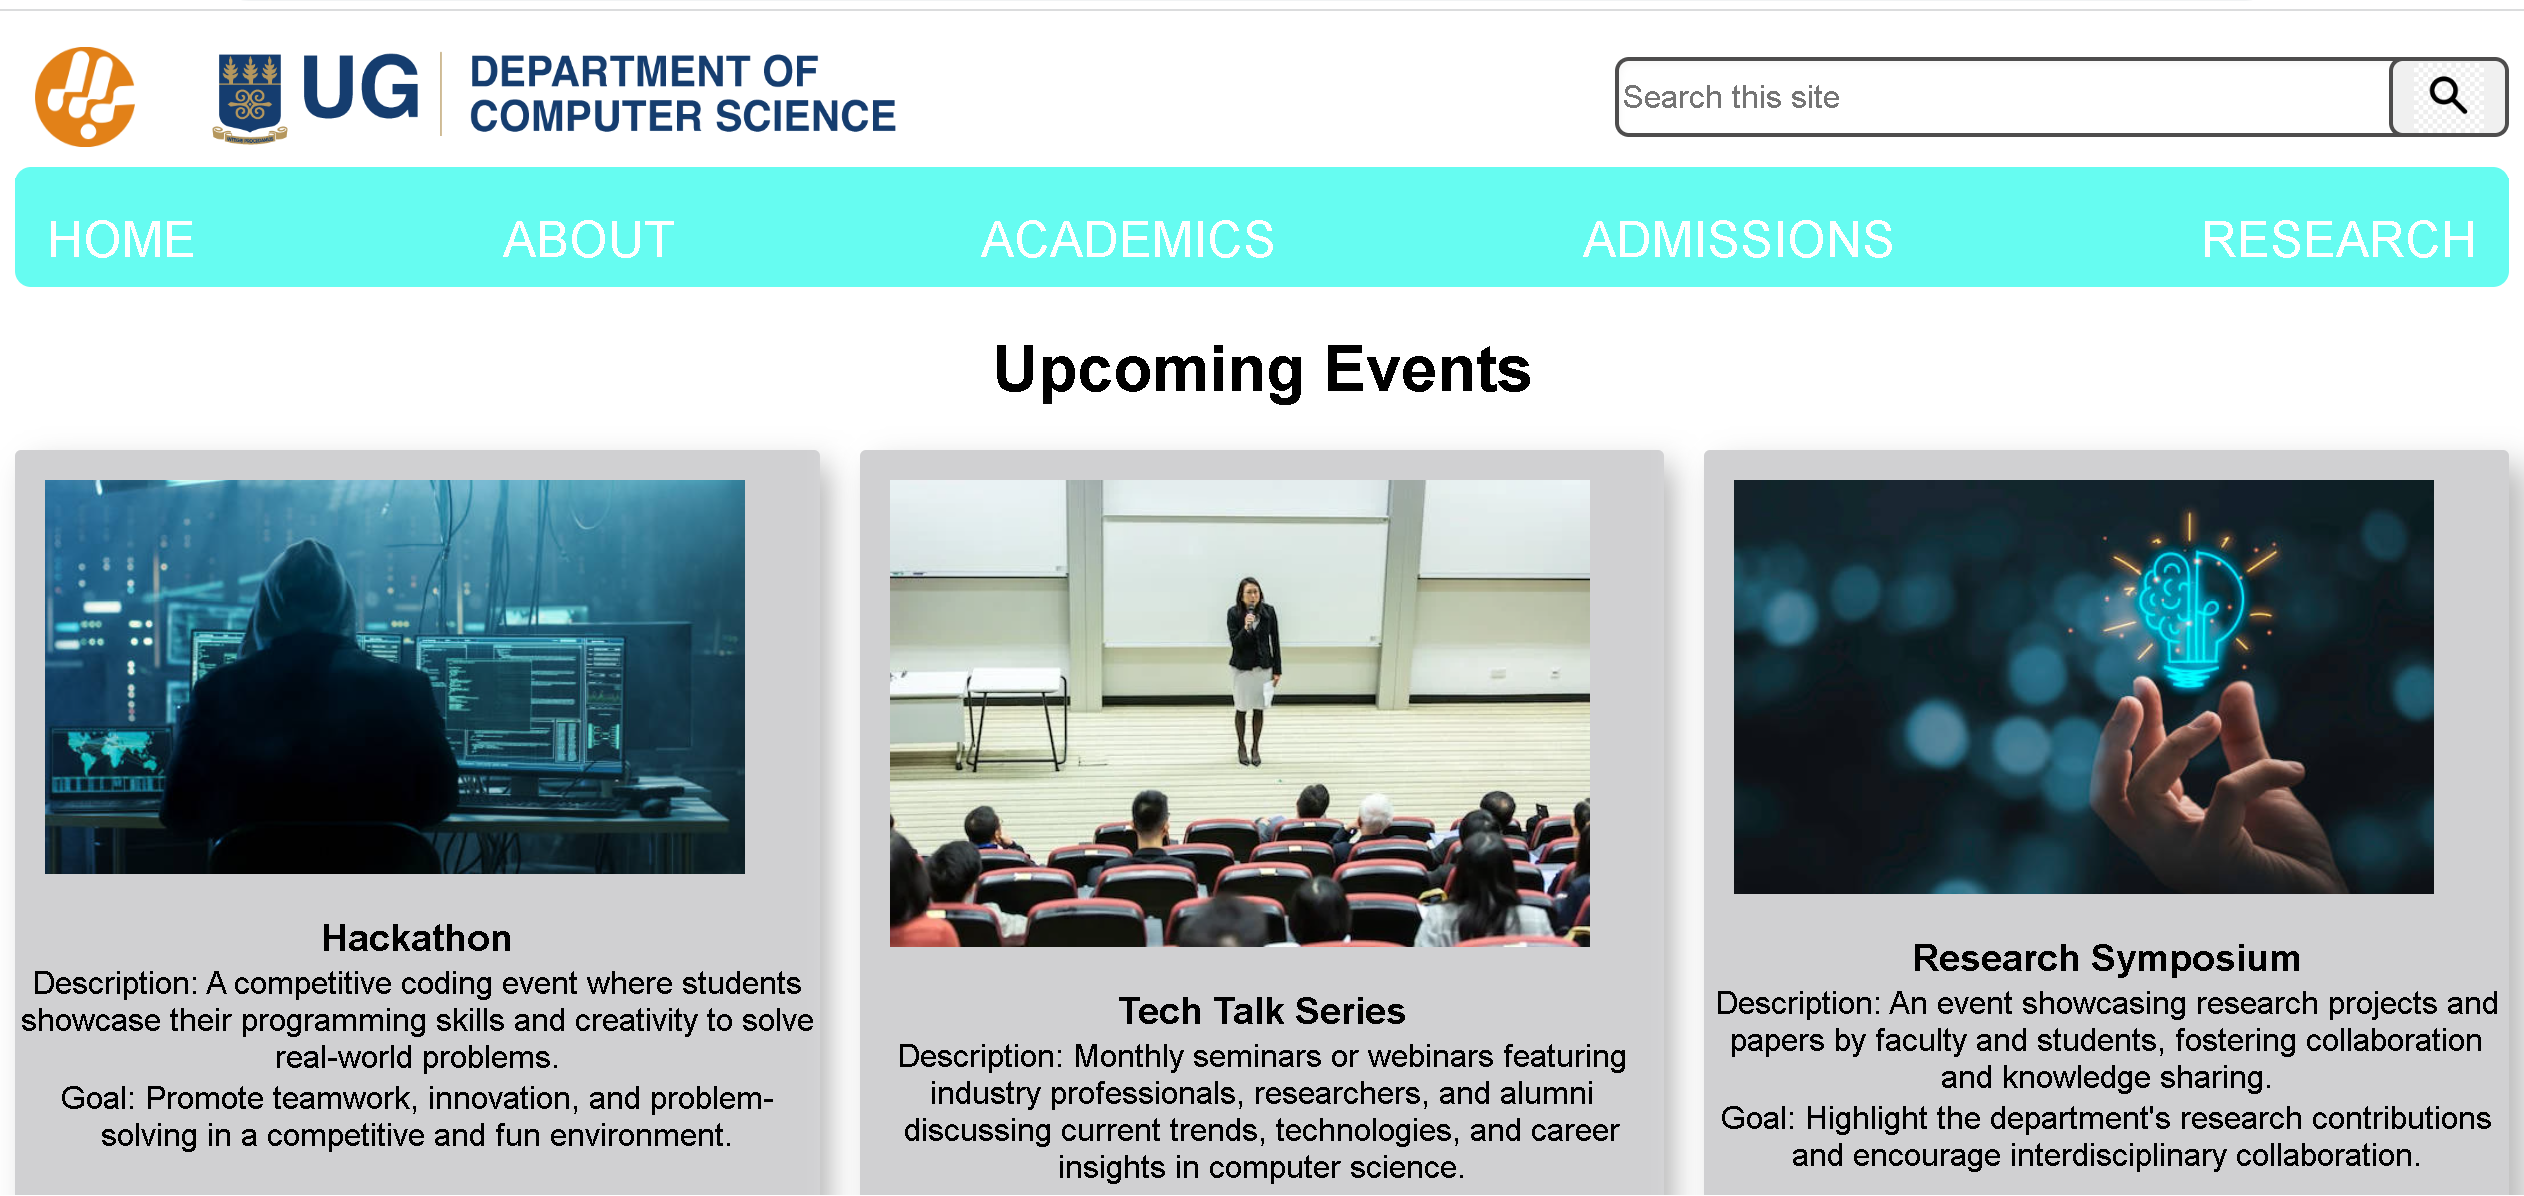 UG
DEPARTMENT OF
COMPUTER SCIENCE
Search this site
HOME ABOUT ACADEMICS ADMISSIONS RESEARCH
Upcoming Events
Hackathon
Description: A competitive coding event where students
showcase their programming skills and creativity to solve
real-world problems.
Goal: Promote teamwork, innovation, and problem-
solving in a competitive and fun environment.
Tech Talk Series
Description: Monthly seminars or webinars featuring
industry professionals, researchers, and alumni
discussing current trends, technologies, and career
insights in computer science.
Research Symposium
Description: An event showcasing research projects and
papers by faculty and students, fostering collaboration
and knowledge sharing.
Goal: Highlight the department's research contributions
and encourage interdisciplinary collaboration.